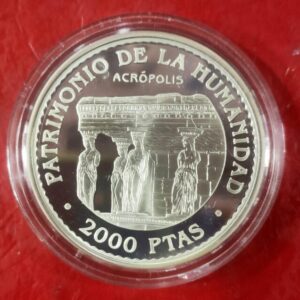 PATRIMONIO DE LA HUMANIDAD
ACRÓPOLIS
· 2000 PTAS ·